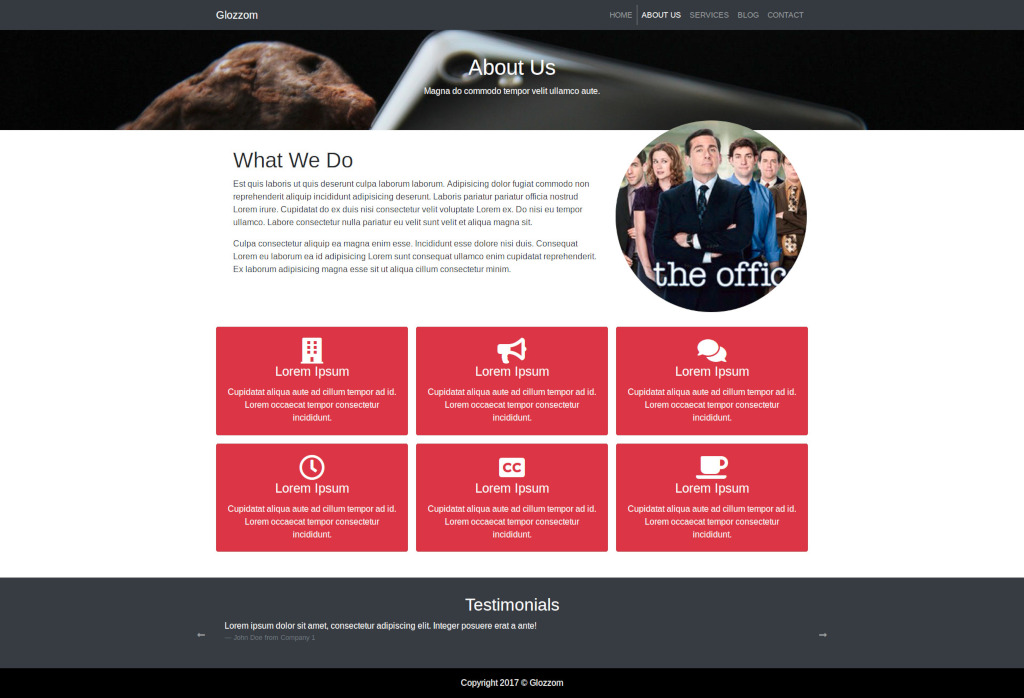 Glozzom
HOME
ABOUT US
SERVICES
BLOG
CONTACT
About Us
Magna do commodo tempor velit ullamco aute.
What We Do
Est quis laboris ut quis deserunt culpa laborum laborum. Adipisicing dolor fugiat commodo non
reprehenderit aliquip incididunt adipisicing deserunt. Laboris pariatur pariatur officia nostrud
Lorem irure. Cupidatat do ex duis nisi consectetur velit voluptate Lorem ex. Do nisi eu tempor
ullamco. Labore consectetur nulla pariatur eu velit sunt velit et aliqua magna sit.
Culpa consectetur aliquip ea magna enim esse. Incididunt esse dolore nisi duis. Consequat
Lorem eu laborum ea id adipisicing Lorem sunt consequat ullamco enim cupidatat reprehenderit.
Ex laborum adipisicing magna esse sit ut aliqua cillum consectetur minim.
the offic
Lorem Ipsum
Cupidatat aliqua aute ad cillum tempor ad id.
Lorem occaecat tempor consectetur
incididunt.
Lorem Ipsum
Cupidatat aliqua aute ad cillum tempor ad id.
Lorem occaecat tempor consectetur
incididunt.
Lorem Ipsum
Cupidatat aliqua aute ad cillum tempor ad id.
Lorem occaecat tempor consectetur
incididunt.
Lorem Ipsum
Cupidatat aliqua aute ad cillum tempor ad id.
Lorem occaecat tempor consectetur
incididunt.
CC
Lorem Ipsum
Cupidatat aliqua aute ad cillum tempor ad id.
Lorem occaecat tempor consectetur
incididunt.
Lorem Ipsum
Cupidatat aliqua aute ad cillum tempor ad id.
Lorem occaecat tempor consectetur
incididunt.
Testimonials
Lorem ipsum dolor sit amet, consectetur adipiscing elit. Integer posuere erat a ante!
— John Doe from Company 1
Copyright 2017 © Glozzom